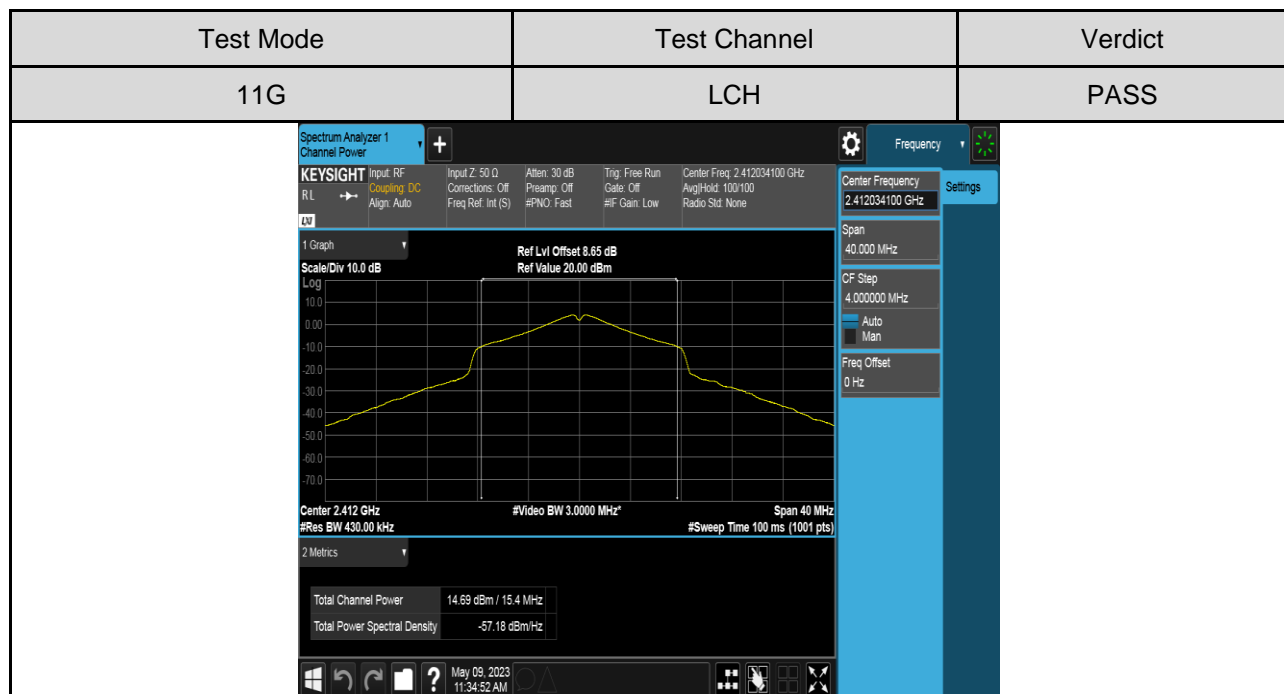 Test Mode Test Channel Verdict
11G LCH PASS
Spectrum Analyzer 1
Channel Power
+
Frequency
KEYSIGHT Input: RF Input Z: 50 Ω Atten: 30 dB Trig: Free Run Center Freq: 2.412034100 GHz
RL Coupling: DC Corrections: Off Preamp: Off Gate: Off Avg|Hold: 100/100
Align: Auto Freq Ref: Int (S) #PNO: Fast #IF Gain: Low Radio Std: None
LXI
Center Frequency
2.412034100 GHz
Settings
Span
40.000 MHz
CF Step
4.000000 MHz
Auto
Man
Freq Offset
0 Hz
1 Graph
Ref Lvl Offset 8.65 dB
Scale/Div 10.0 dB Ref Value 20.00 dBm
Log
10.0
0.00
-10.0
-20.0
-30.0
-40.0
-50.0
-60.0
-70.0
Center 2.412 GHz #Video BW 3.0000 MHz* Span 40 MHz
#Res BW 430.00 kHz #Sweep Time 100 ms (1001 pts)
2 Metrics
Total Channel Power 14.69 dBm / 15.4 MHz
Total Power Spectral Density -57.18 dBm/Hz
? May 09, 2023
11:34:52 AM